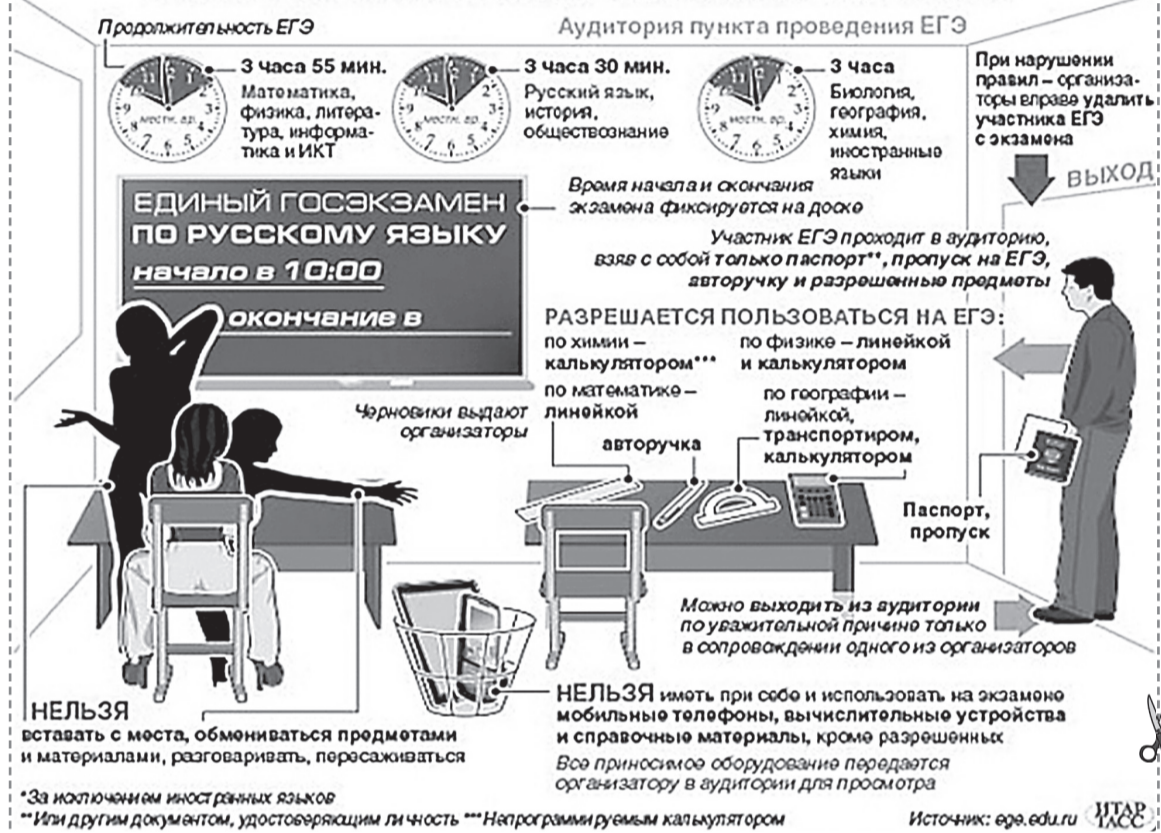 Продолжительность ЕГЭ
Аудитория пункта проведения ЕГЭ
3 часа 55 мин.
Математика,
физика, литера-
тура, информа-
тика и ИКТ
3 часа 30 мин.
Русский язык,
история,
обществознание
3 часа
Биология,
география,
химия,
иностранные
языки
При нарушении
правил – организа-
торы вправе удалить
участника ЕГЭ
с экзамена
ВЫХОД
местн. вр.
местн. вр.
местн. вр.
ЕДИНЫЙ ГОСЭКЗАМЕН
ПО РУССКОМУ ЯЗЫКУ
начало в 10:00
окончание в
Время начала и окончания
экзамена фиксируется на доске
Участник ЕГЭ проходит в аудиторию,
взяв с собой только паспорт**, пропуск на ЕГЭ,
авторучку и разрешенные предметы
РАЗРЕШАЕТСЯ ПОЛЬЗОВАТЬСЯ НА ЕГЭ:
по химии –
калькулятором***
по математике –
линейкой
по физике – линейкой
и калькулятором
по географии –
линейкой,
транспортиром,
калькулятором
авторучка
Черновики выдают
организаторы
Паспорт,
пропуск
Можно выходить из аудитории
по уважительной причине только
в сопровождении одного из организаторов
НЕЛЬЗЯ
вставать с места, обмениваться предметами
и материалами, разговаривать, пересаживаться
НЕЛЬЗЯ иметь при себе и использовать на экзамене
мобильные телефоны, вычислительные устройства
и справочные материалы, кроме разрешенных
Все приносимое оборудование передается
организатору в аудитории для просмотра
*За исключением иностранных языков
**Или другим документом, удостоверяющим личность ***Непрограммируемым калькулятором
Источник: ege.edu.ru
ИТАР
ТАСС